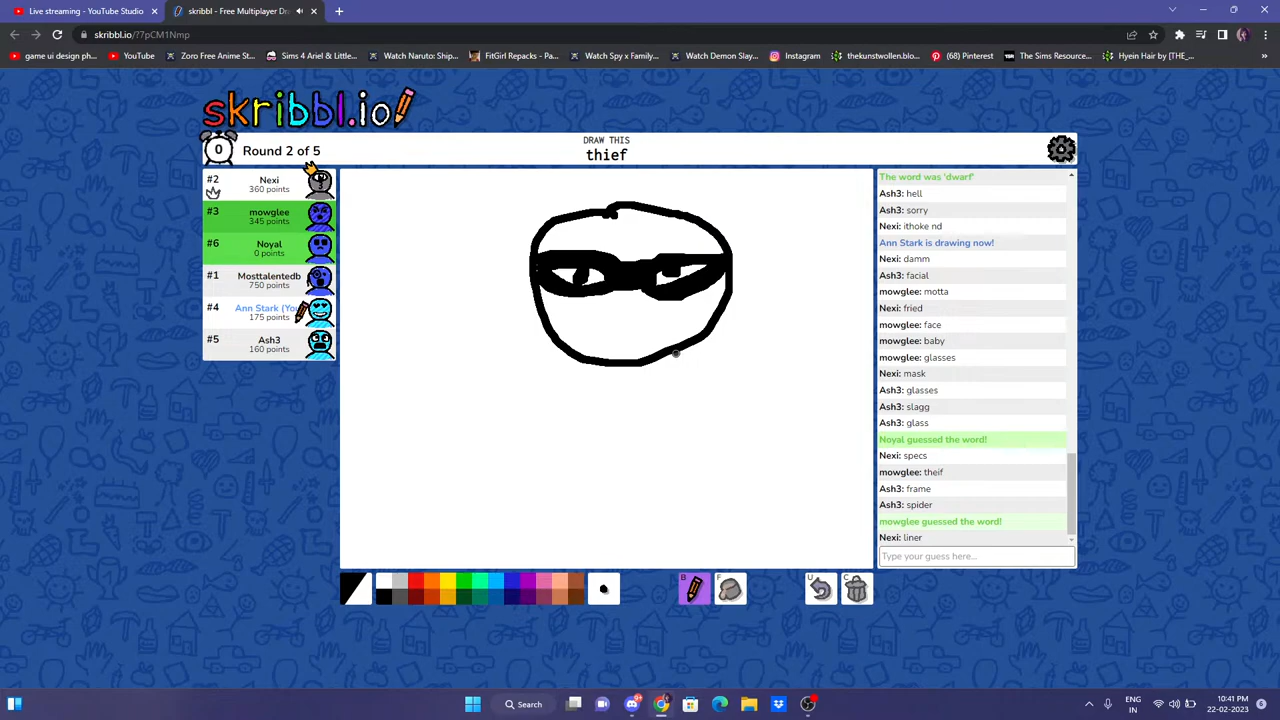 Live streaming - YouTube Studio
skribbl - Free Multiplayer Dr
skribbl.io/?7pCM1Nmp
game ui design ph...
YouTube
Zoro Free Anime St...
Sims 4 Ariel & Little...
Watch Naruto: Ship...
FitGirl Repacks - Pa...
Watch Spy x Family...
Watch Demon Slay...
Instagram
thekunstwollen.blo...
(68) Pinterest
The Sims Resource...
Hyein Hair by [THE_...
skribbl.io
0
Round 2 of 5
DRAW THIS
thief
#2
Nexi
360 points
#3
mowglee
345 points
#6
Noyal
0 points
#1
Mosttalentedb
750 points
#4
Ann Stark (You
175 points
#5
Ash3
160 points
The word was 'dwarf'
Ash3: hell
Ash3: sorry
Nexi: ithoke nd
Ann Stark is drawing now!
Nexi: damm
Ash3: facial
mowglee: motta
Nexi: fried
mowglee: face
mowglee: baby
mowglee: glasses
Nexi: mask
Ash3: glasses
Ash3: slagg
Ash3: glass
Noyal guessed the word!
Nexi: specs
mowglee: theif
Ash3: frame
Ash3: spider
mowglee guessed the word!
Nexi: liner
Type your guess here...
B
F
U
C
Search
ENG
IN
10:41 PM
22-02-2023